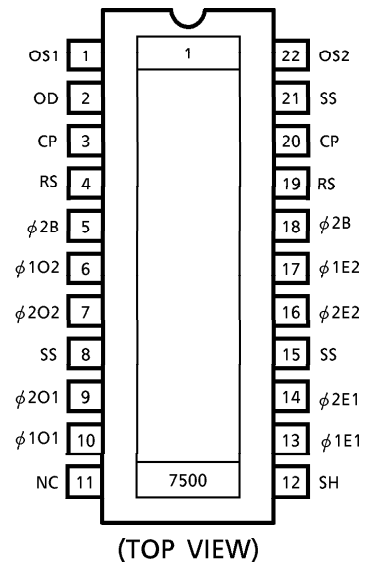 OS1 1 1 22 OS2
OD 2 21 SS
CP 3 20 CP
RS 4 19 RS
ϕ2B 5 18 ϕ2B
ϕ1O2 6 17 ϕ1E2
ϕ2O2 7 16 ϕ2E2
SS 8 15 SS
ϕ2O1 9 14 ϕ2E1
ϕ1O1 10 13 ϕ1E1
NC 11 7500 12 SH
(TOP VIEW)